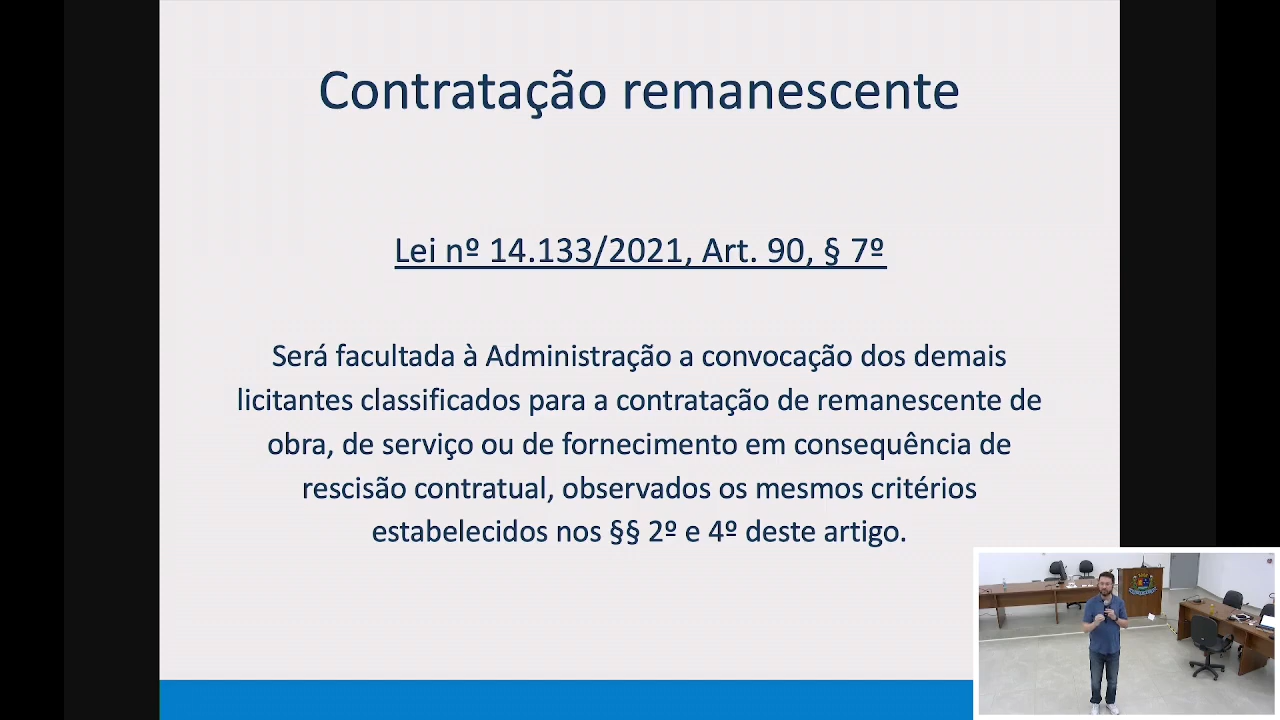 Contratação remanescente
Lei nº 14.133/2021, Art. 90, § 7º
Será facultada à Administração a convocação dos demais
licitantes classificados para a contratação de remanescente de
obra, de serviço ou de fornecimento em consequência de
rescisão contratual, observados os mesmos critérios
estabelecidos nos §§ 2º e 4º deste artigo.